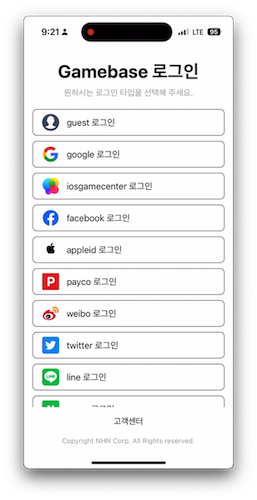 9:21
LTE 95
Gamebase 로그인
원하시는 로그인 타입을 선택해 주세요.
guest 로그인
google 로그인
iosgamecenter 로그인
facebook 로그인
appleid 로그인
payco 로그인
weibo 로그인
twitter 로그인
line 로그인
고객센터
Copyright NHN Corp. All Rights reserved.